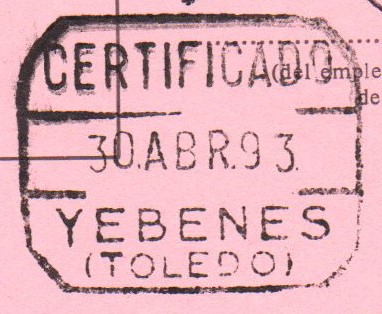 CERTIFICADO
(del emple
de
30.ABR.93.
YEBENES
(TOLEDO)